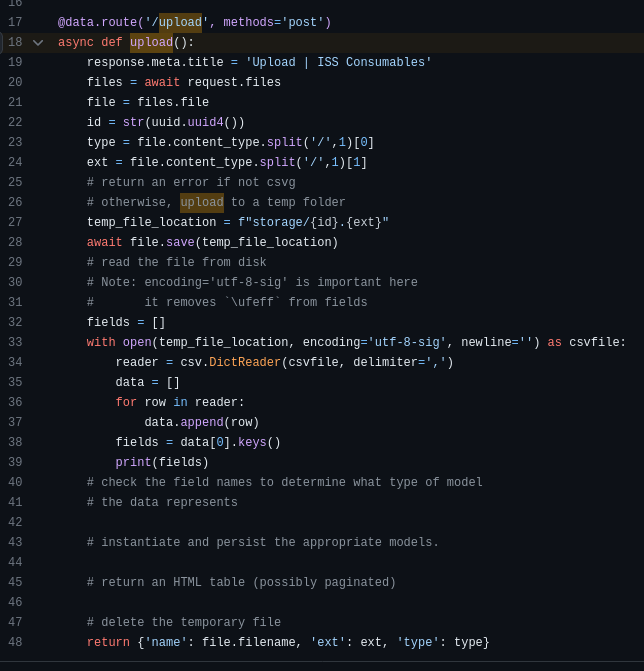 16
17 @data.route('/upload', methods='post')
18 async def upload():
19     response.meta.title = 'Upload | ISS Consumables'
20     files = await request.files
21     file = files.file
22     id = str(uuid.uuid4())
23     type = file.content_type.split('/',1)[0]
24     ext = file.content_type.split('/',1)[1]
25     # return an error if not csvg
26     # otherwise, upload to a temp folder
27     temp_file_location = f"storage/{id}.{ext}"
28     await file.save(temp_file_location)
29     # read the file from disk
30     # Note: encoding='utf-8-sig' is important here
31     #       it removes `\ufeff` from fields
32     fields = []
33     with open(temp_file_location, encoding='utf-8-sig', newline='') as csvfile:
34         reader = csv.DictReader(csvfile, delimiter=',')
35         data = []
36         for row in reader:
37             data.append(row)
38         fields = data[0].keys()
39         print(fields)
40     # check the field names to determine what type of model
41     # the data represents
42
43     # instantiate and persist the appropriate models.
44
45     # return an HTML table (possibly paginated)
46
47     # delete the temporary file
48     return {'name': file.filename, 'ext': ext, 'type': type}